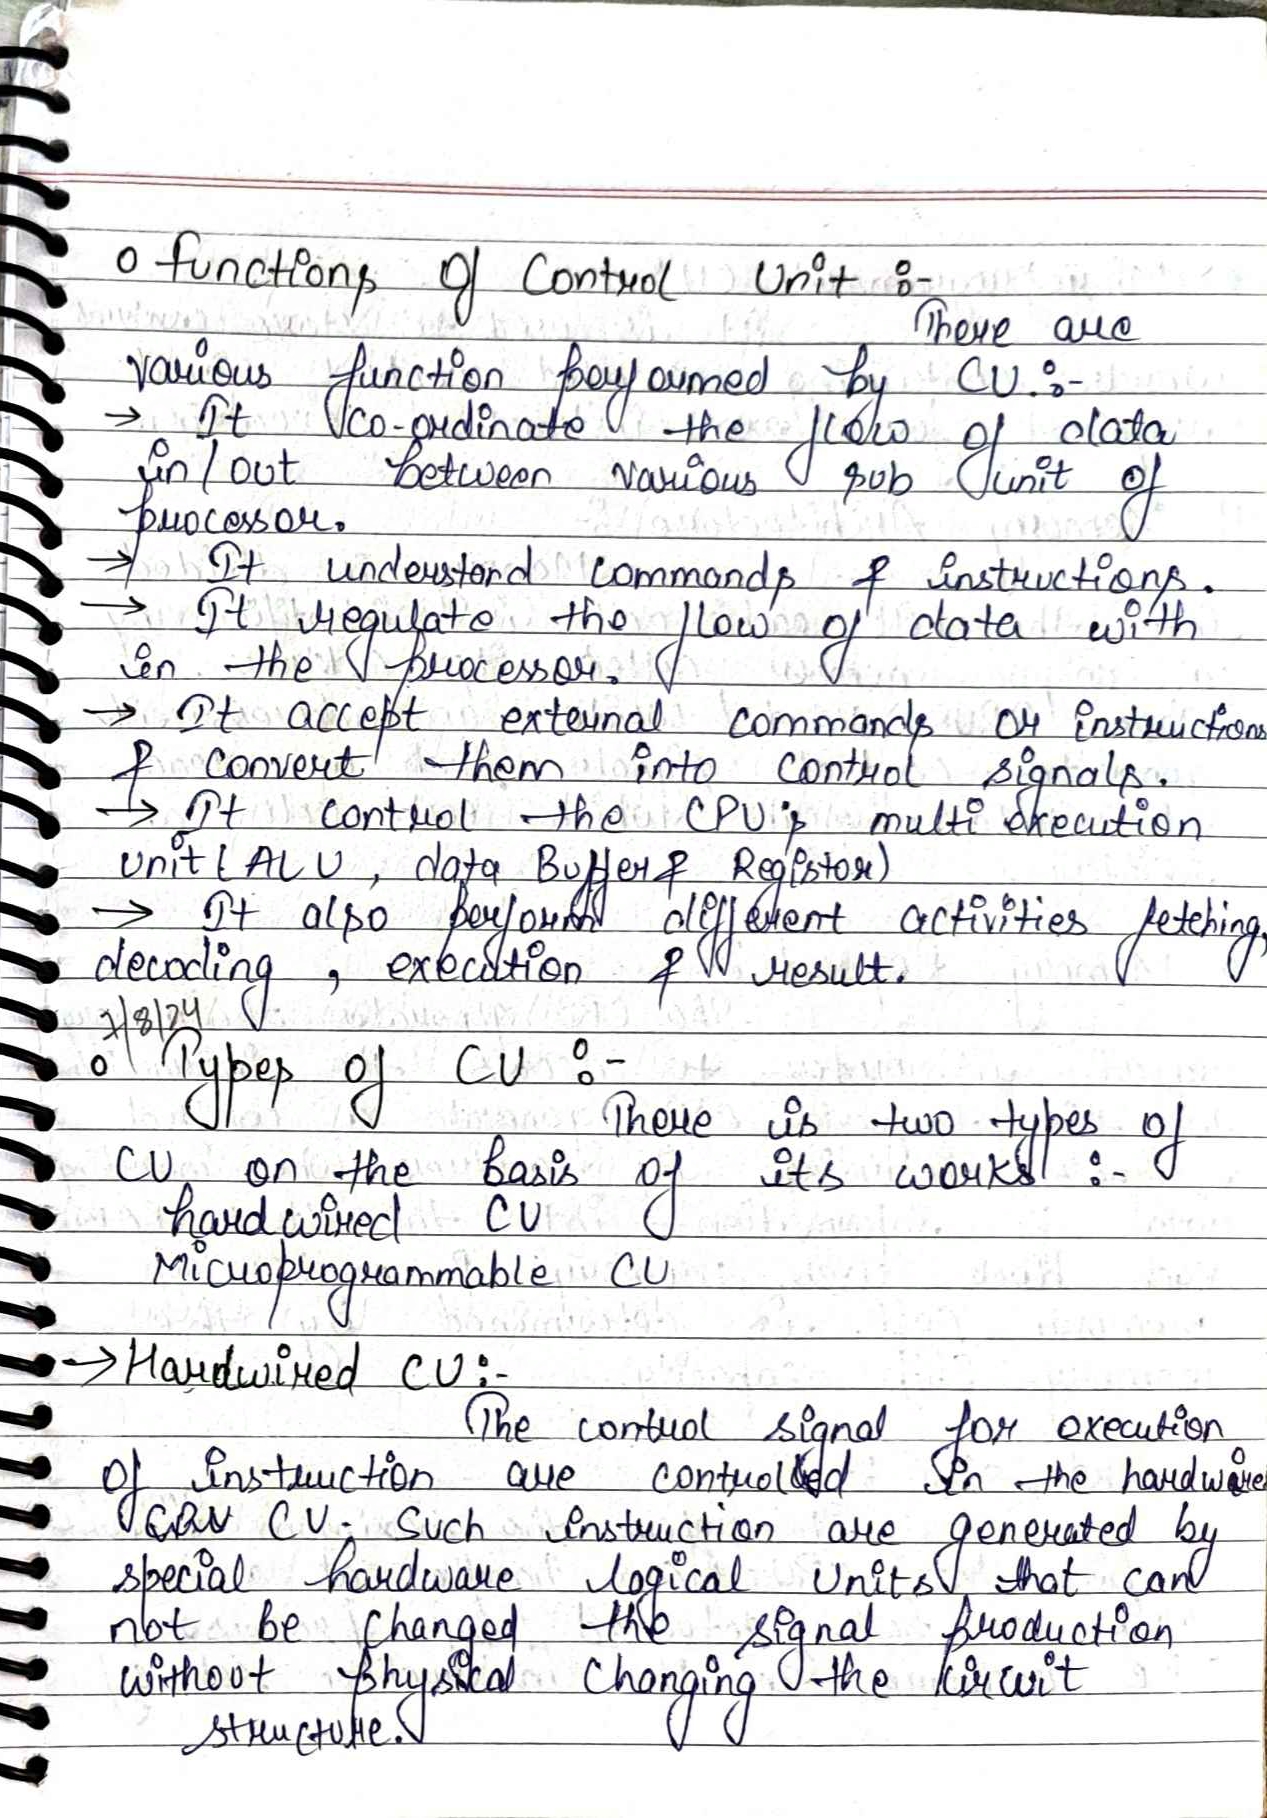 o functions of Control Unit :-
There are
various function performed by CU :-
→ It co-ordinate the flow of data
in/out between various sub unit of
processor.
→ It understand commands & instructions.
→ It regulate the flow of data with
in the processor.
→ It accept external commands or instructions
& convert them into control signals.
→ It control the CPU's multi execution
unit (ALU, data Buffer & Registor)
→ It also perform different activities fetching,
decoding, execution & result.
7/8/24
o Types of CU :-
There is two types of
CU on the basis of its works :-
hardwired CU
Microprogrammable CU
→ Hardwired CU :-
The control signal for execution
of instruction are controlled in the hardwire
CU. Such instruction are generated by
special hardware logical units that can
not be changed the signal production
without physical changing the kircuit
structure.